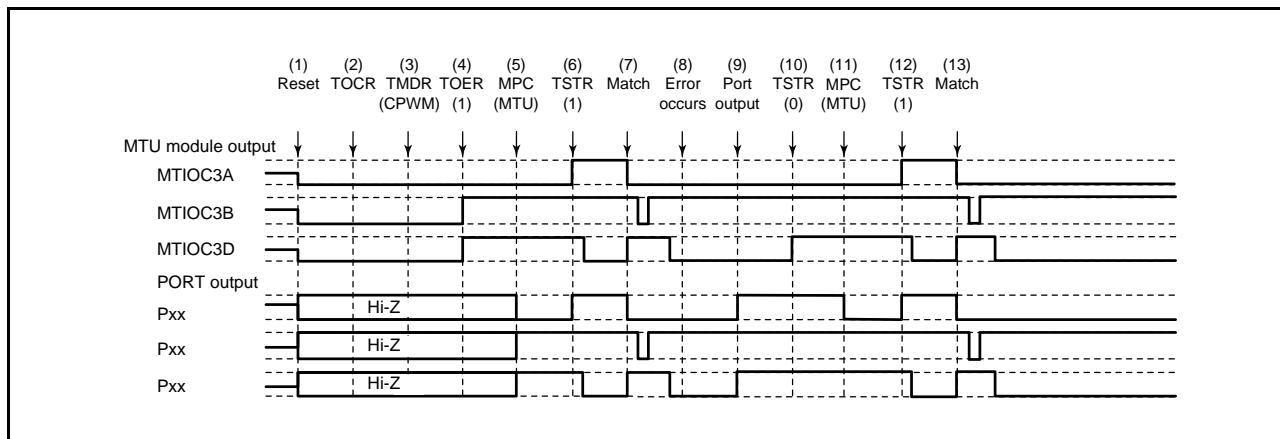 (1) (2) (3) (4) (5) (6) (7) (8) (9) (10) (11) (12) (13)
Reset TOCR TMDR TOER MPC TSTR Match Error Port TSTR MPC TSTR Match
(CPWM) (1) (MTU) (1) occurs output (0) (MTU) (1)
MTU module output
MTIOC3A
MTIOC3B
MTIOC3D
PORT output
Pxx Hi-Z
Pxx Hi-Z
Pxx Hi-Z